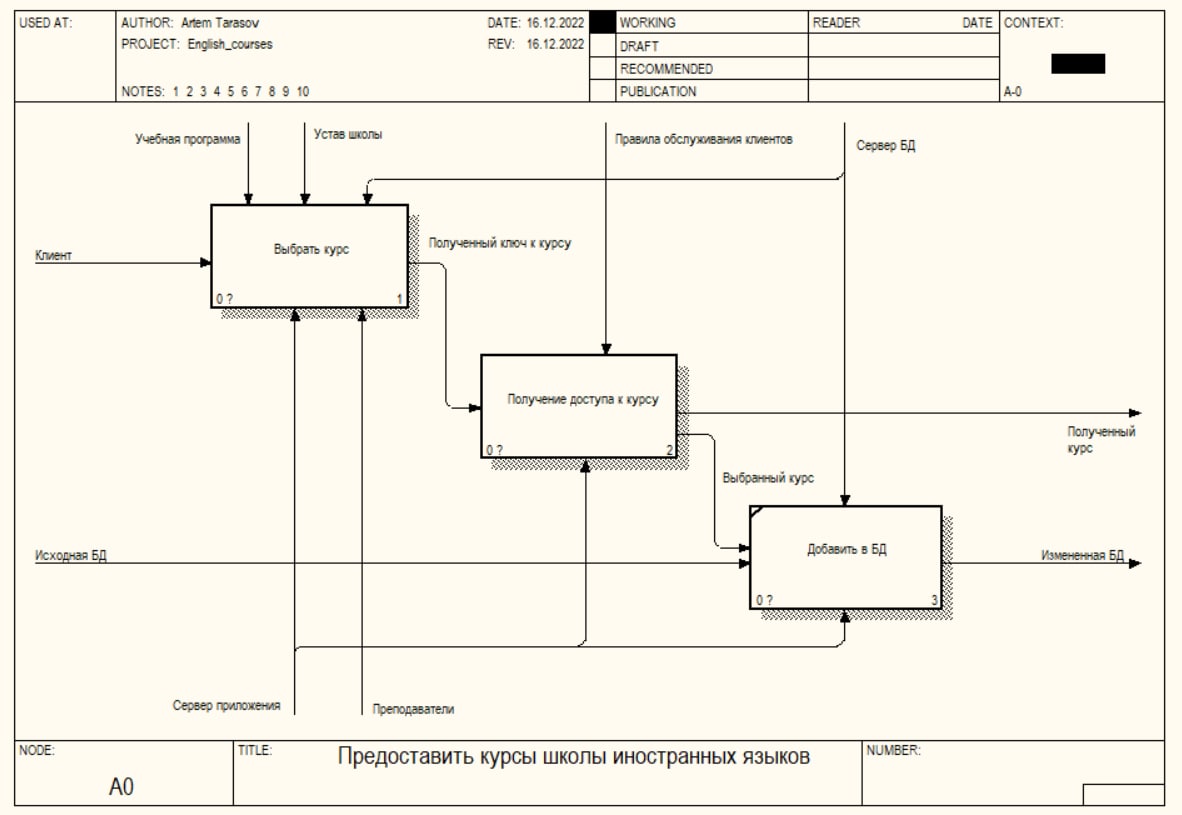 USED AT:
AUTHOR: Artem Tarasov
DATE: 16.12.2022
PROJECT: English_courses
REV: 16.12.2022
NOTES: 1 2 3 4 5 6 7 8 9 10
WORKING
DRAFT
RECOMMENDED
PUBLICATION
READER
DATE
CONTEXT:
A-0
Учебная программа
Устав школы
Правила обслуживания клиентов
Сервер БД
Клиент
Выбрать курс
0 ?
1
Полученный ключ к курсу
Получение доступа к курсу
0 ?
2
Полученный
курс
Выбранный курс
Исходная БД
Добавить в БД
0 ?
3
Измененная БД
Сервер приложения
Преподаватели
NODE:
A0
TITLE:
Предоставить курсы школы иностранных языков
NUMBER: